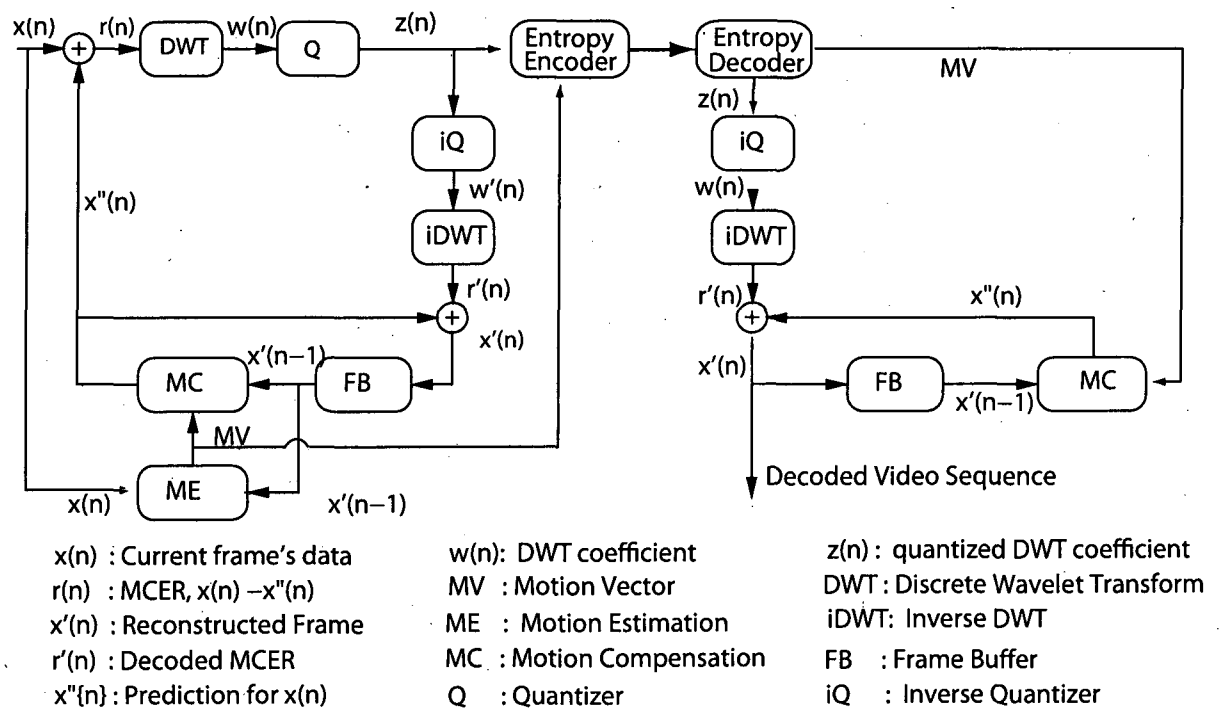 x(n)
r(n)
DWT
w(n)
Q
z(n)
Entropy
Encoder
Entropy
Decoder
MV
z(n)
iQ
iQ
w'(n)
w(n)
x"(n)
iDWT
iDWT
r'(n)
r'(n)
x"(n)
x'(n)
x'(n)
x'(n−1)
MC
FB
FB
x'(n−1)
MC
MV
x(n)
ME
x'(n−1)
Decoded Video Sequence
x(n) : Current frame's data
r(n) : MCER, x(n) −x"(n)
x'(n) : Reconstructed Frame
r'(n) : Decoded MCER
x"{n} : Prediction for x(n)
w(n): DWT coefficient
MV : Motion Vector
ME : Motion Estimation
MC : Motion Compensation
Q : Quantizer
z(n) : quantized DWT coefficient
DWT : Discrete Wavelet Transform
iDWT: Inverse DWT
FB : Frame Buffer
iQ : Inverse Quantizer